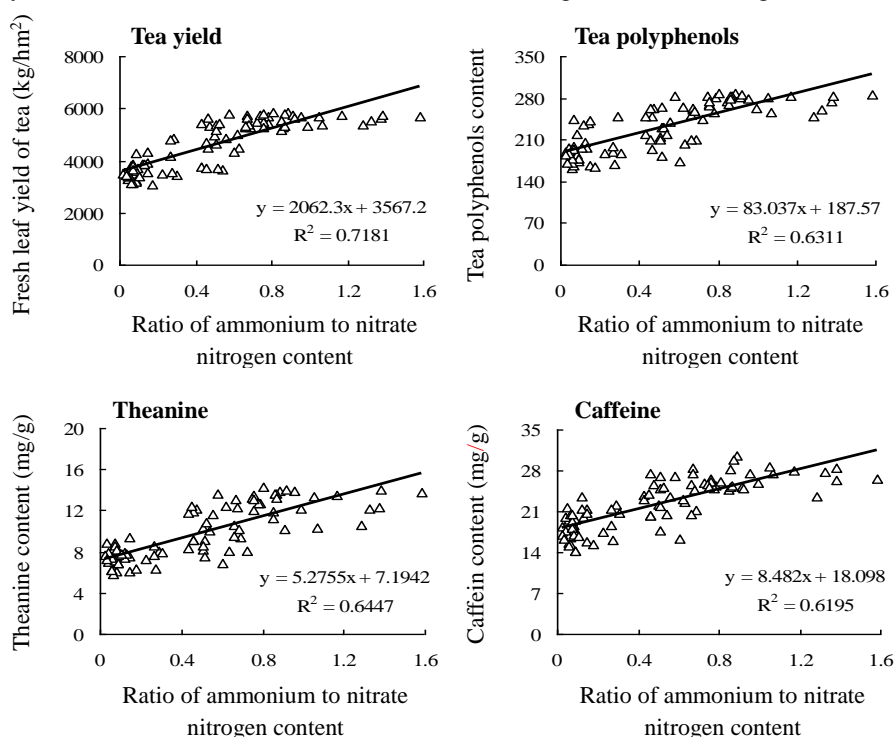 Tea yield
Fresh leaf yield of tea (kg/hm²)
8000
6000
4000
2000
0
y = 2062.3x + 3567.2
R² = 0.7181
0 0.4 0.8 1.2 1.6
Ratio of ammonium to nitrate
nitrogen content
Tea polyphenols
Tea polyphenols content
350
280
210
140
70
0
y = 83.037x + 187.57
R² = 0.6311
0 0.4 0.8 1.2 1.6
Ratio of ammonium to nitrate
nitrogen content
Theanine
Theanine content (mg/g)
20
16
12
8
4
0
y = 5.2755x + 7.1942
R² = 0.6447
0 0.4 0.8 1.2 1.6
Ratio of ammonium to nitrate
nitrogen content
Caffeine
Caffein content (mg/g)
35
28
21
14
7
0
y = 8.482x + 18.098
R² = 0.6195
0 0.4 0.8 1.2 1.6
Ratio of ammonium to nitrate
nitrogen content